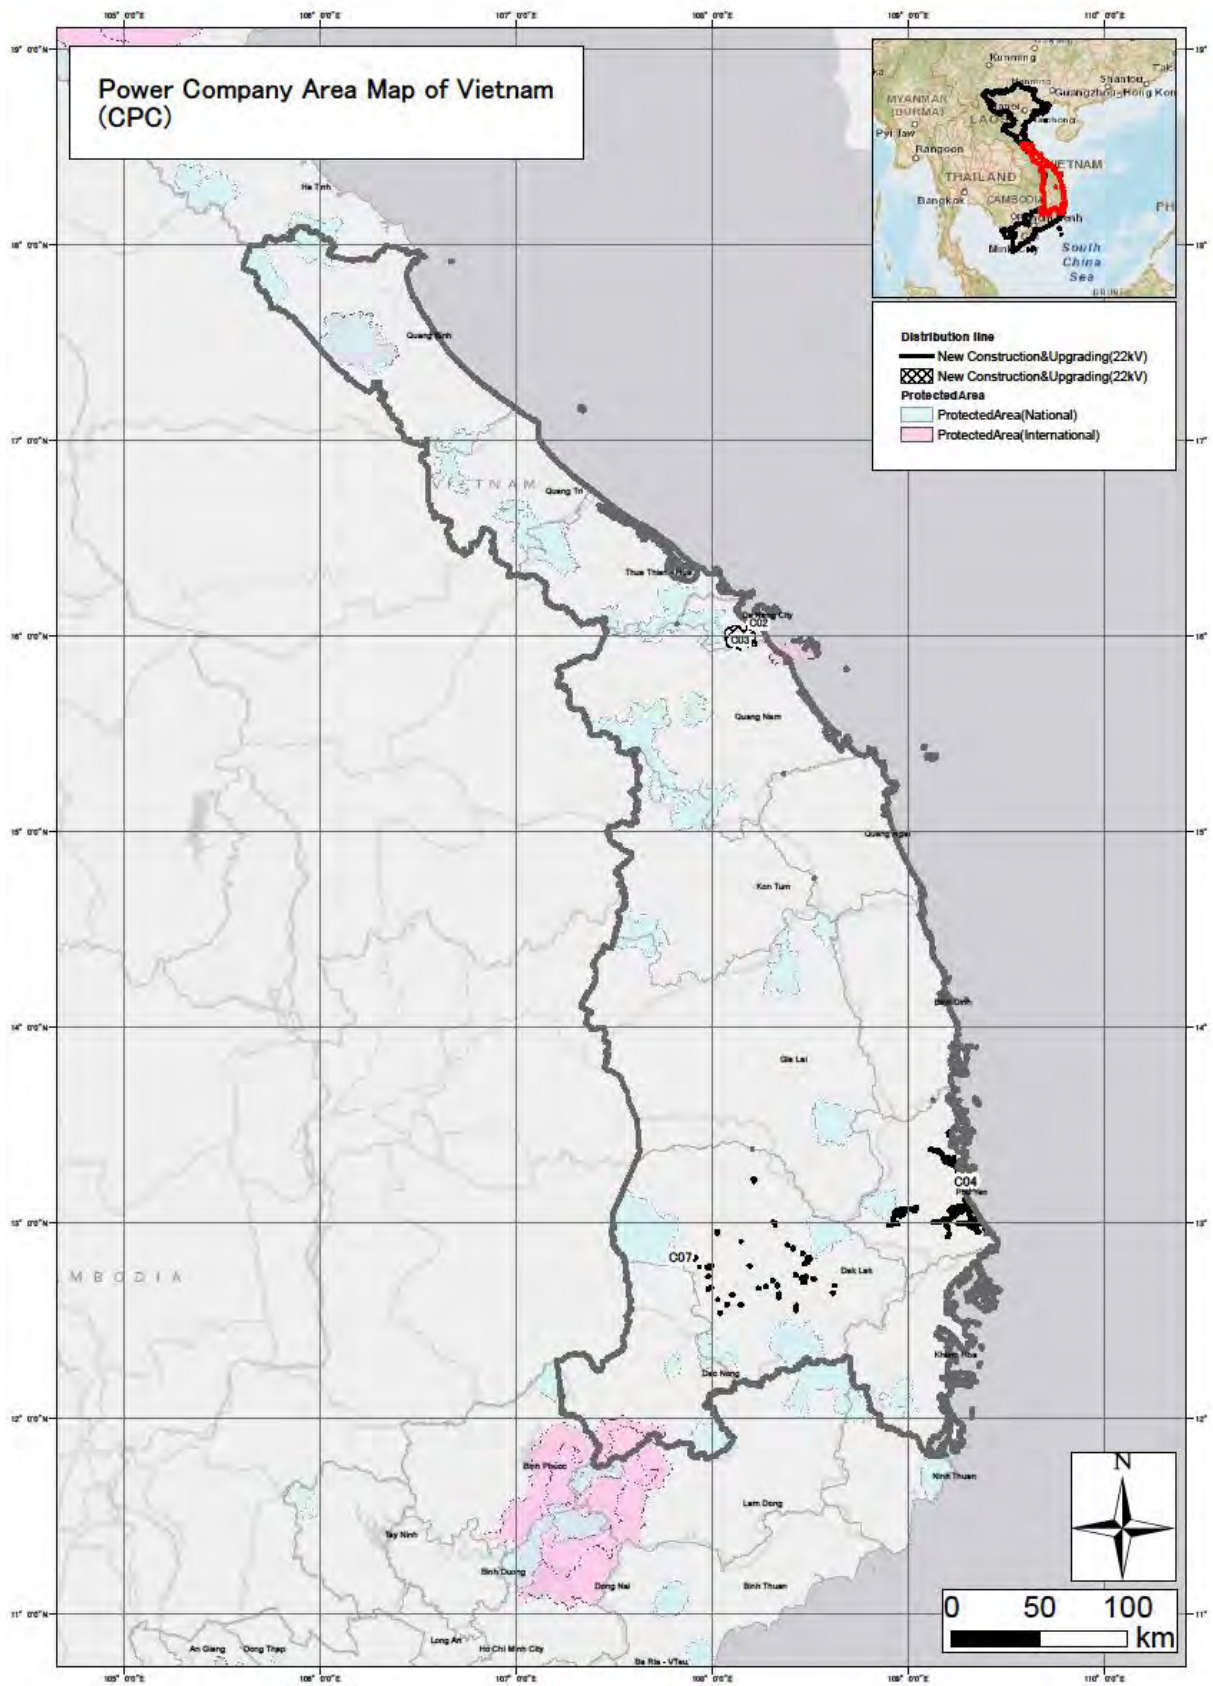 Power Company Area Map of Vietnam
(CPC)
Kunming
Shantou
Guangzhou
Hong Kon
MYANMAR
(BURMA)
Rangoon
THAILAND
Bangkok
CAMBODIA
South
China
Sea
Distribution line
New Construction&Upgrading(22kV)
New Construction&Upgrading(22kV)
ProtectedArea
ProtectedArea(National)
ProtectedArea(International)
Ha Tinh
Quang Binh
VIETNAM
Quang Tri
Thua Thien - Hue
Da Nang City
C02
C03
Quang Nam
Quang Ngai
Kon Tum
Binh Dinh
Gia Lai
C04
Phu Yen
C07
Dak Lak
MBODIA
Khanh Hoa
Dac Nong
Binh Phuoc
Ninh Thuan
Lam Dong
Tay Ninh
Binh Duong
Dong Nai
Binh Thuan
Long An
Ho Chi Minh City
An Giang
Dong Thap
Ba Ria - VTau
N
0 50 100
km